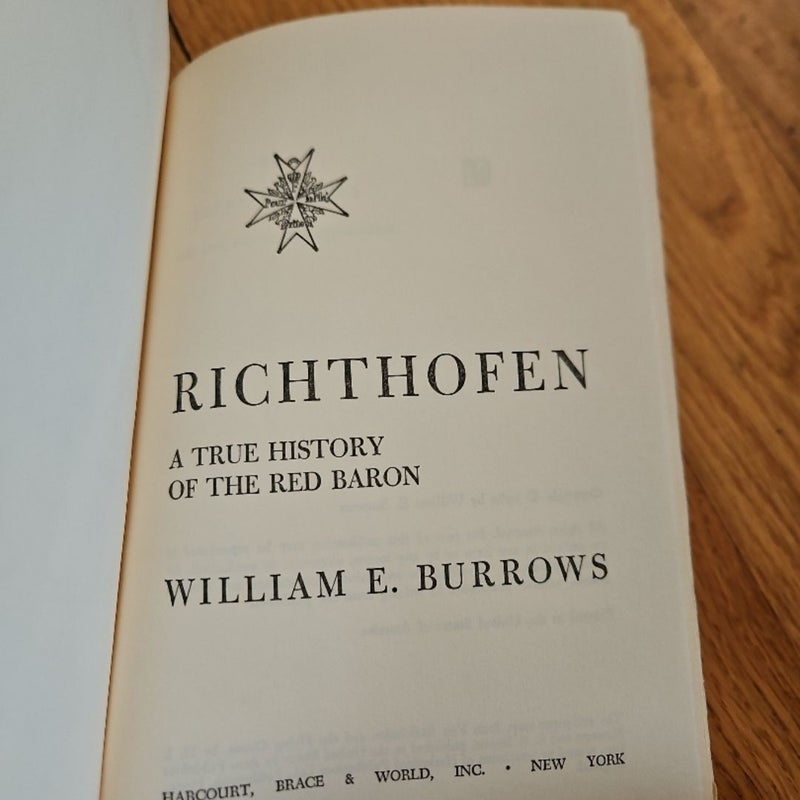 RICHTHOFEN
A TRUE HISTORY
OF THE RED BARON
WILLIAM E. BURROWS
HARCOURT, BRACE & WORLD, INC. • NEW YORK